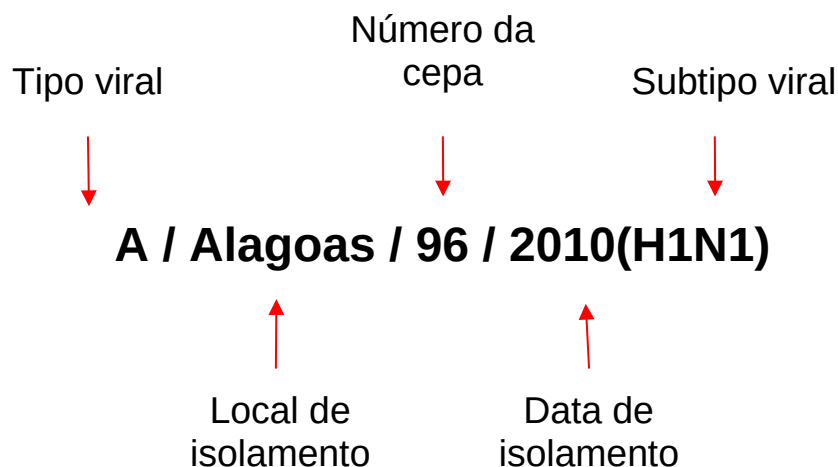 Número da
cepa
Tipo viral
Subtipo viral
A / Alagoas / 96 / 2010(H1N1)
Local de
isolamento
Data de
isolamento